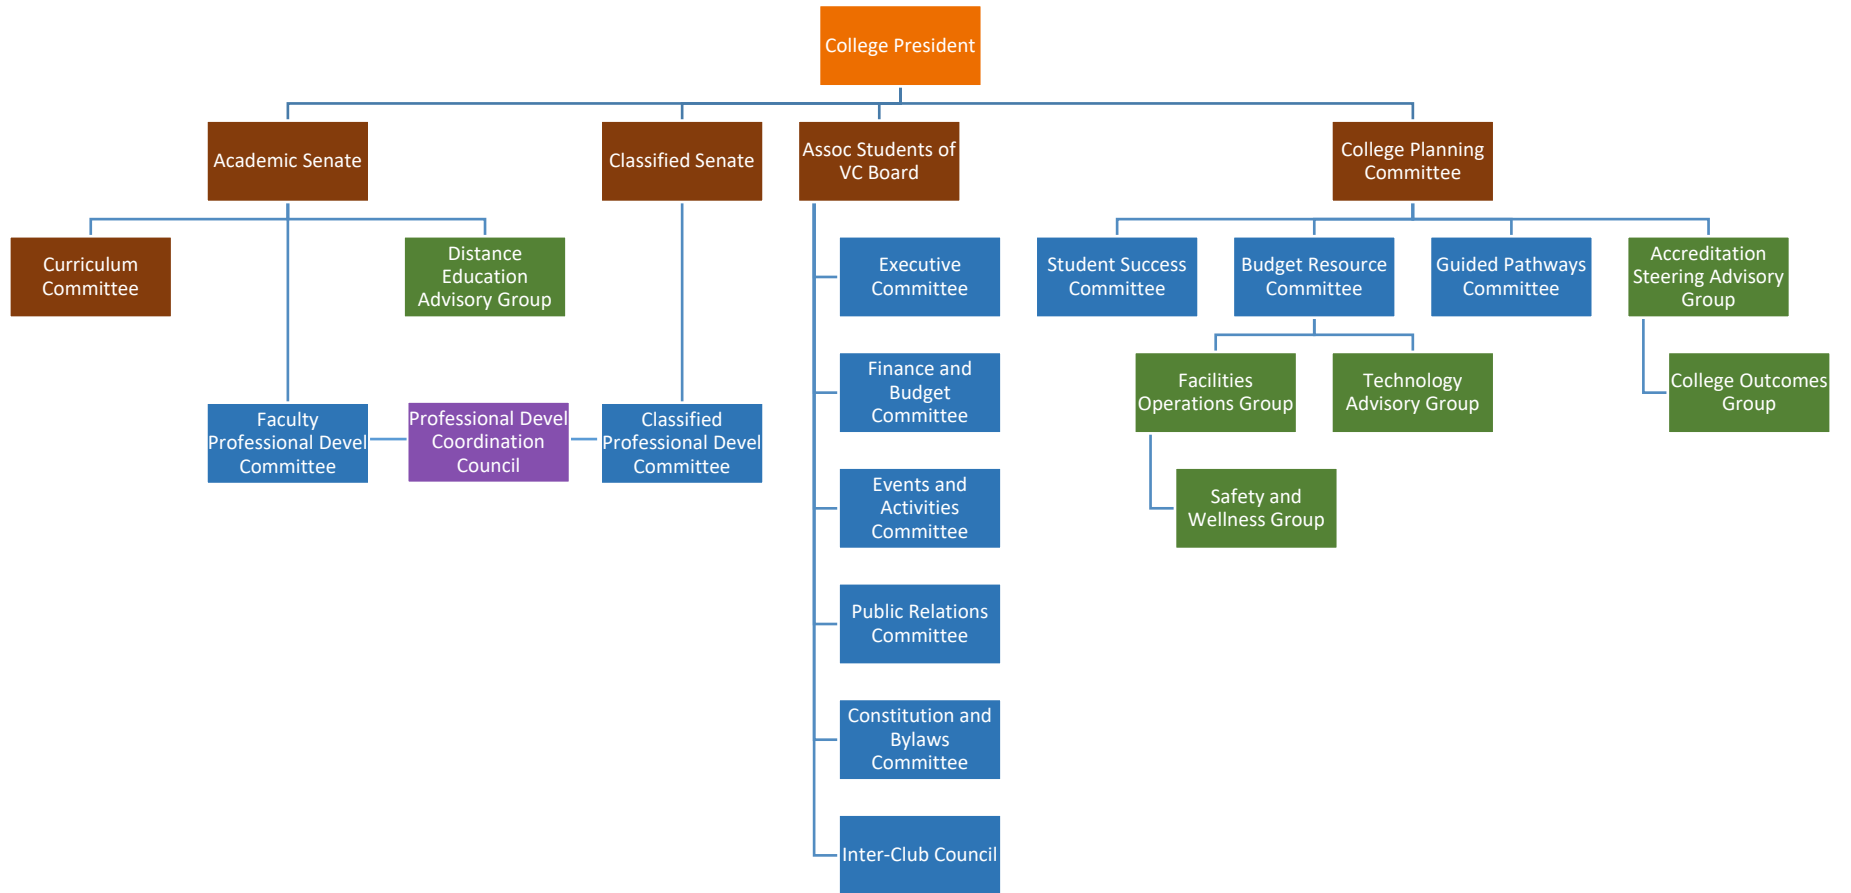 College President
Academic Senate
Classified Senate
Assoc Students of
VC Board
College Planning
Committee
Curriculum
Committee
Distance
Education
Advisory Group
Executive
Committee
Student Success
Committee
Budget Resource
Committee
Guided Pathways
Committee
Accreditation
Steering Advisory
Group
Finance and
Budget
Committee
Facilities
Operations Group
Technology
Advisory Group
College Outcomes
Group
Faculty
Professional Devel
Committee
Professional Devel
Coordination
Council
Classified
Professional Devel
Committee
Events and
Activities
Committee
Safety and
Wellness Group
Public Relations
Committee
Constitution and
Bylaws
Committee
Inter-Club Council